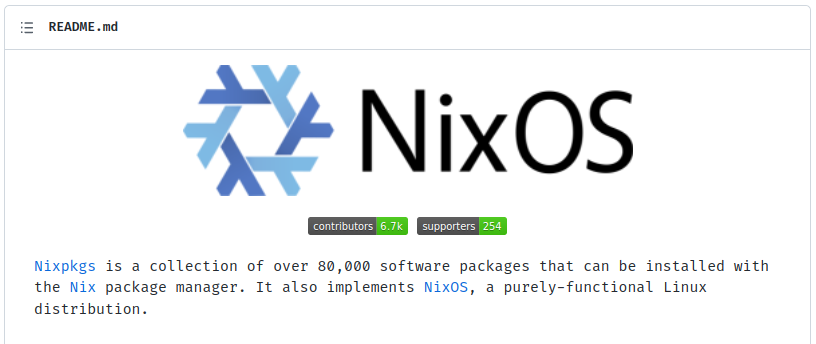 README.md
NixOS
contributors 6.7k supporters 254
Nixpkgs is a collection of over 80,000 software packages that can be installed with
the Nix package manager. It also implements NixOS, a purely-functional Linux
distribution.